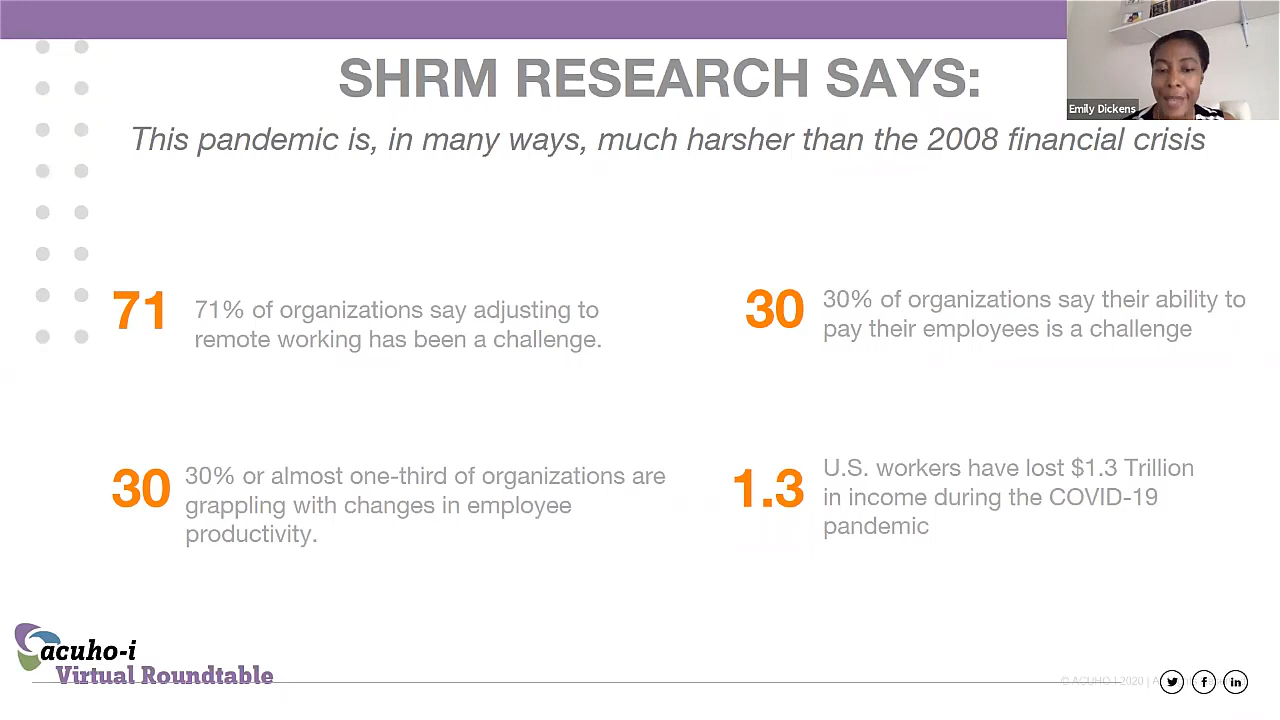 SHRM RESEARCH SAYS:
Emily Dickens
This pandemic is, in many ways, much harsher than the 2008 financial crisis
71
71% of organizations say adjusting to
remote working has been a challenge.
30
30% of organizations say their ability to
pay their employees is a challenge
30
30% or almost one-third of organizations are
grappling with changes in employee
productivity.
1.3
U.S. workers have lost $1.3 Trillion
in income during the COVID-19
pandemic
acuho-i
Virtual Roundtable
© ACUHO-I 2020 |
in